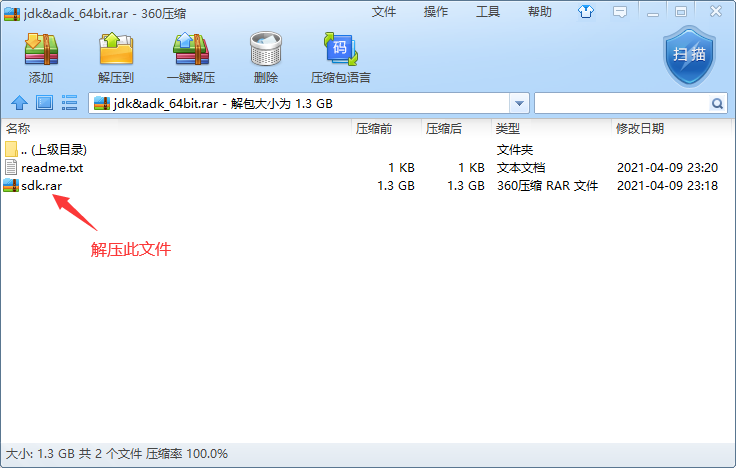 jdk&adk_64bit.rar - 360压缩 文件 操作 工具 帮助
添加 解压到 一键解压 删除 码 压缩包语言 扫描
jdk&adk_64bit.rar - 解包大小为 1.3 GB
名称 压缩前 压缩后 类型 修改日期
.. (上级目录) 文件夹
readme.txt 1 KB 1 KB 文本文档 2021-04-09 23:20
sdk.rar 1.3 GB 1.3 GB 360压缩 RAR 文件 2021-04-09 23:18
解压此文件
大小: 1.3 GB 共 2 个文件 压缩率 100.0%